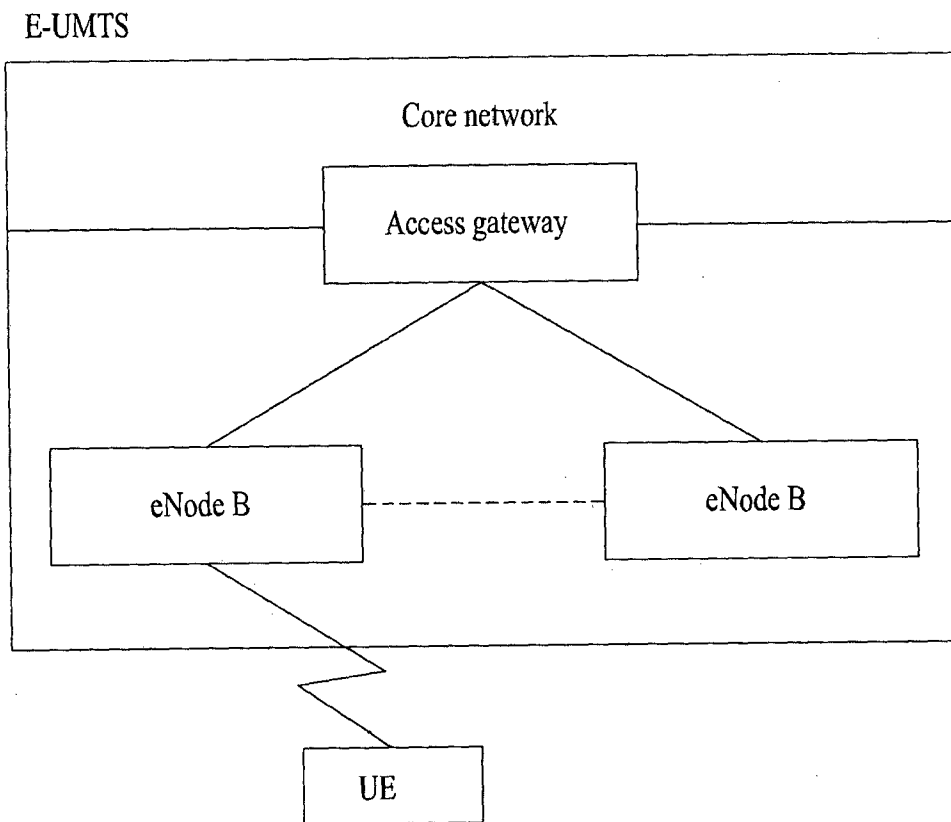 E-UMTS
Core network
Access gateway
eNode B
eNode B
UE